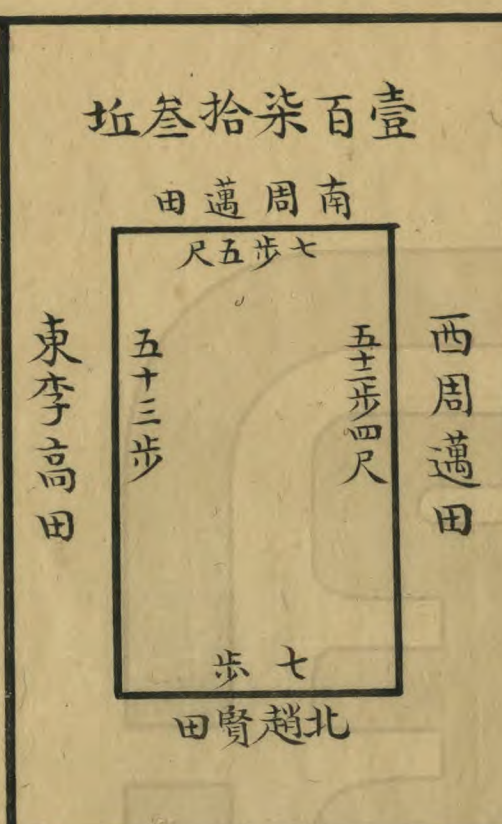 壹百柒拾叁坵
南周邁田
七步五尺
西周邁田
五十二步四尺
五十三步
東李高田
七步
北趙賢田